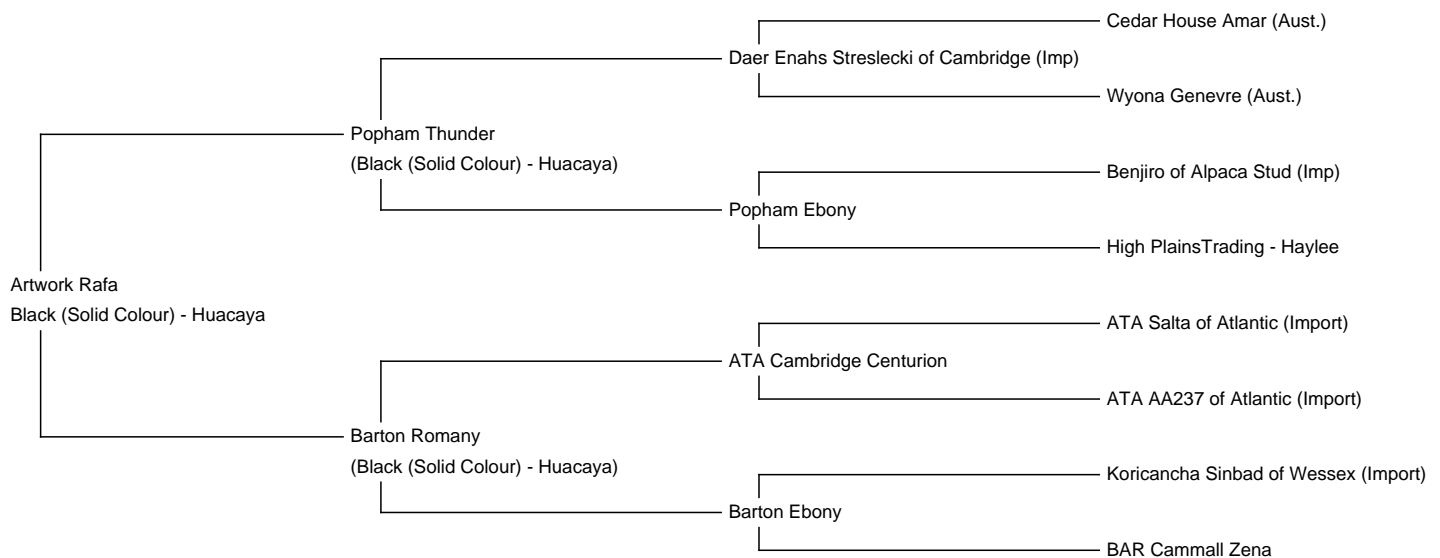 Cedar House Amar (Aust.)
Daer Enahs Streslecki of Cambridge (Imp)
Wyona Genevre (Aust.)
Popham Thunder
(Black (Solid Colour) - Huacaya)
Benjiro of Alpaca Stud (Imp)
Popham Ebony
High PlainsTrading - Haylee
Artwork Rafa
Black (Solid Colour) - Huacaya
ATA Salta of Atlantic (Import)
ATA Cambridge Centurion
ATA AA237 of Atlantic (Import)
Barton Romany
(Black (Solid Colour) - Huacaya)
Koricancha Sinbad of Wessex (Import)
Barton Ebony
BAR Cammall Zena